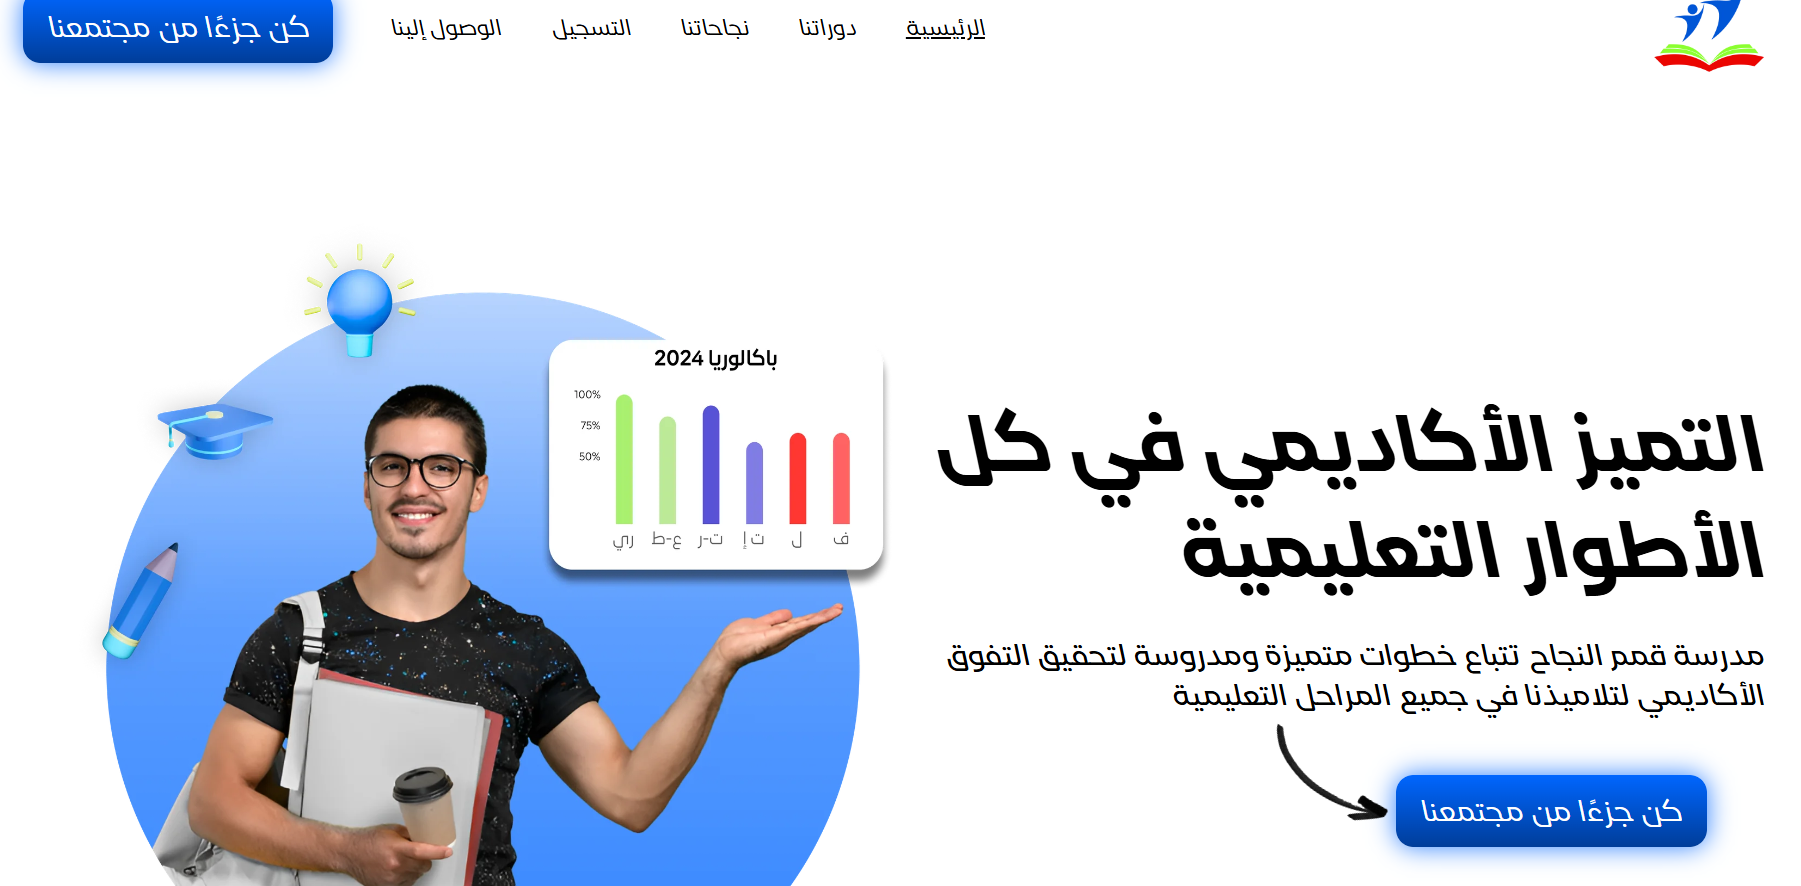 الرئيسية
دوراتنا
نجاحاتنا
التسجيل
الوصول إلينا
كن جزءًا من مجتمعنا
التميز الأكاديمي في كل
الأطوار التعليمية
مدرسة قمم النجاح تتباع خطوات متميزة ومدروسة لتحقيق التفوق
الأكاديمي لتلاميذنا في جميع المراحل التعليمية
كن جزءًا من مجتمعنا
باكالوريا 2024
100%
75%
50%
ف
ل
ت إ
ت-ر
ع-ط
ري